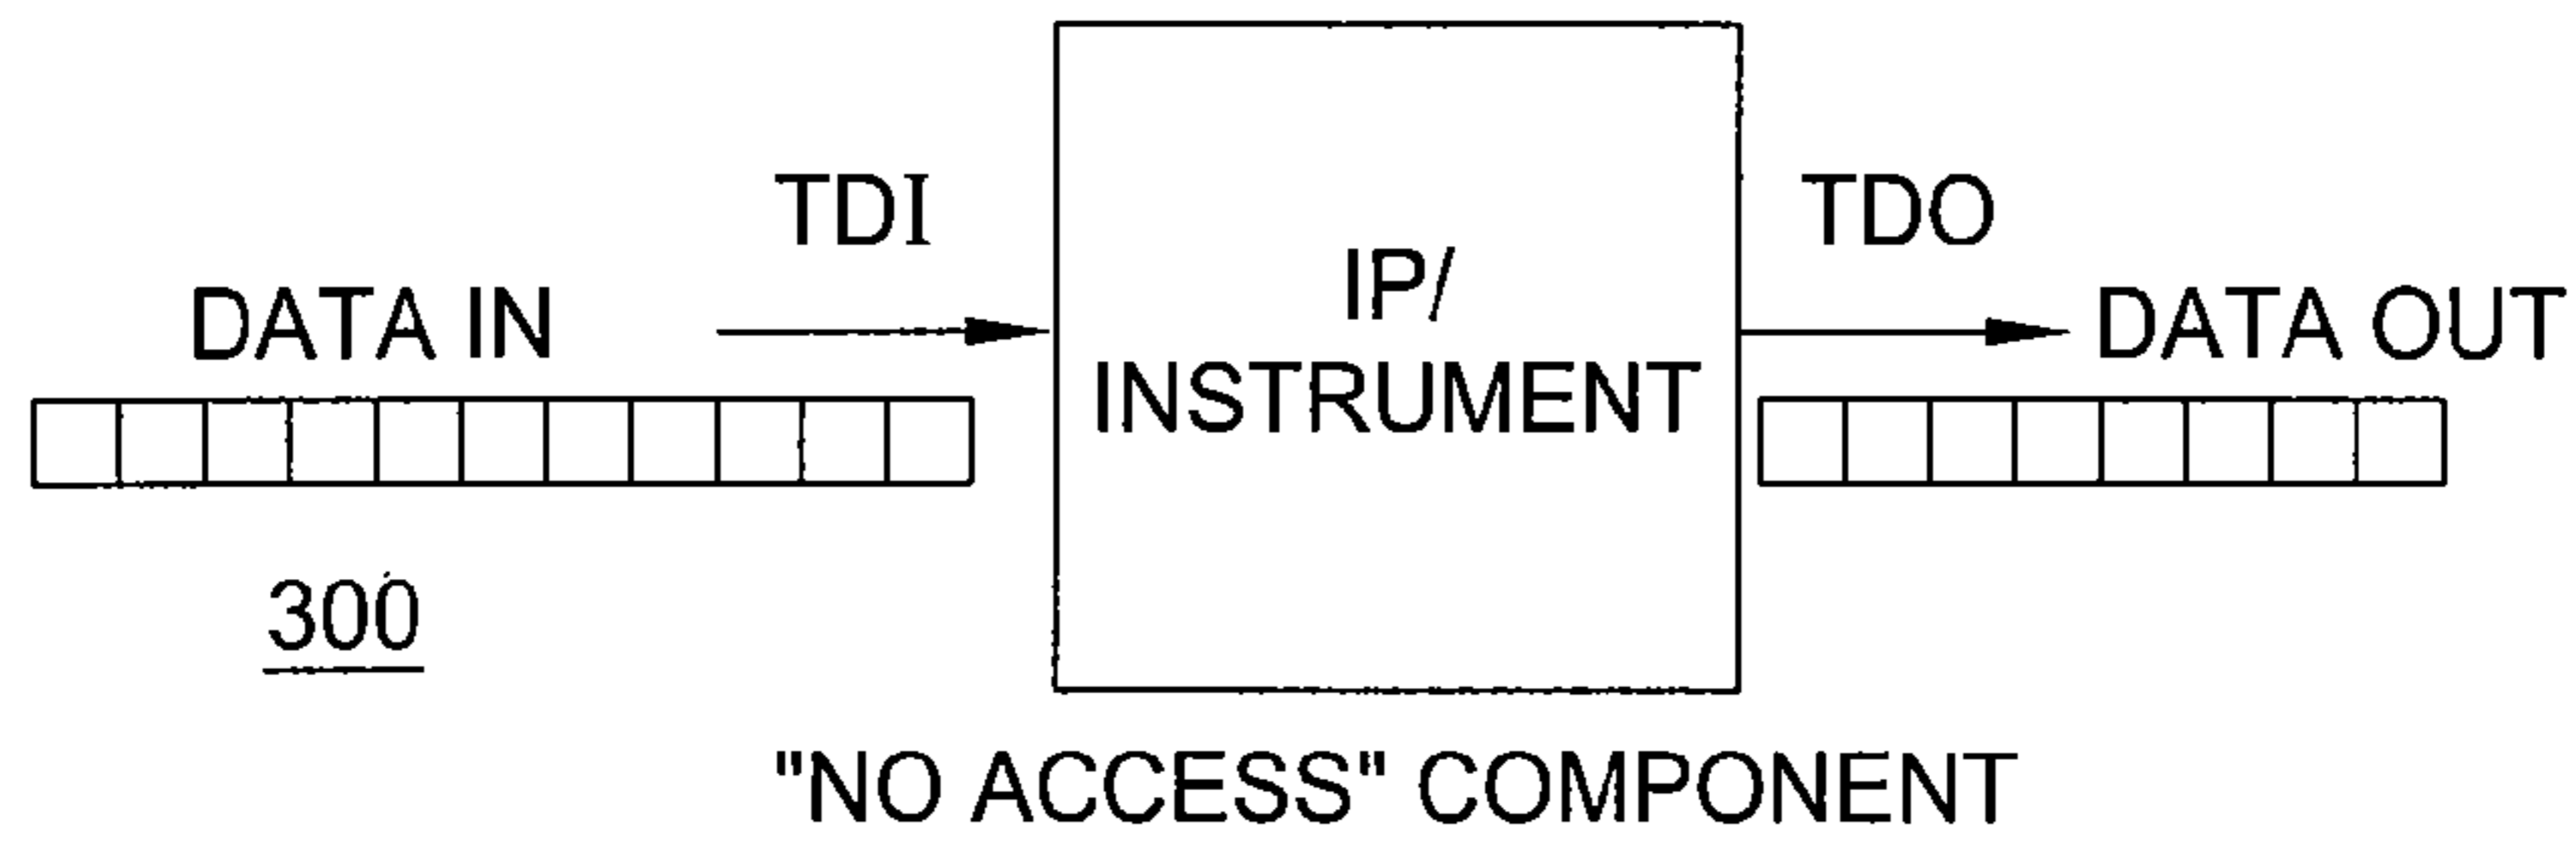 TDI
TDO
DATA IN
IP/
INSTRUMENT
DATA OUT
300
"NO ACCESS" COMPONENT